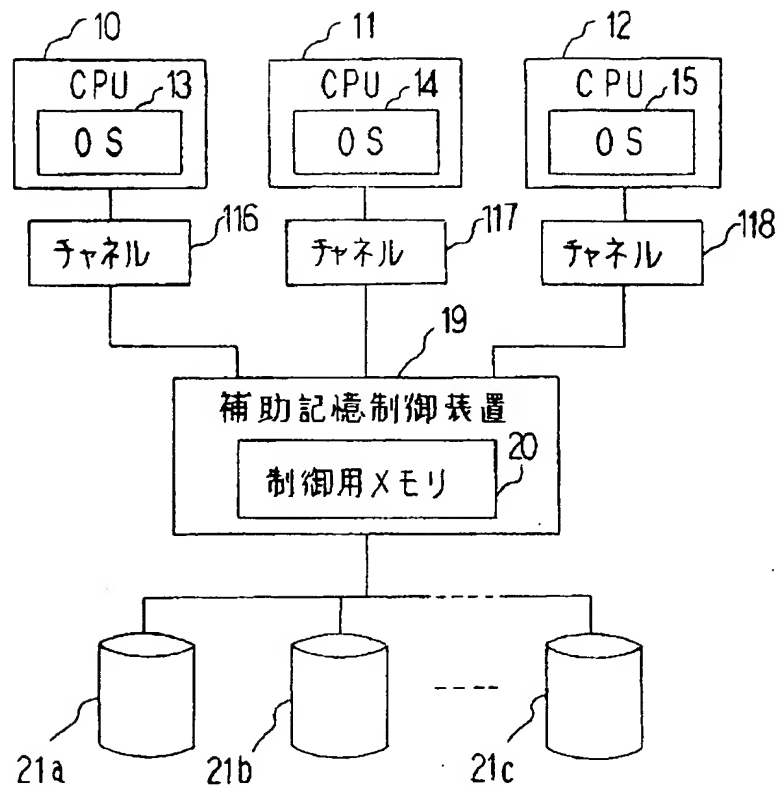 10
11
12
CPU
13
OS
CPU
14
OS
CPU
15
OS
チャネル
116
チャネル
117
チャネル
118
19
補助記憶制御装置
20
制御用メモリ
21a
21b
21c